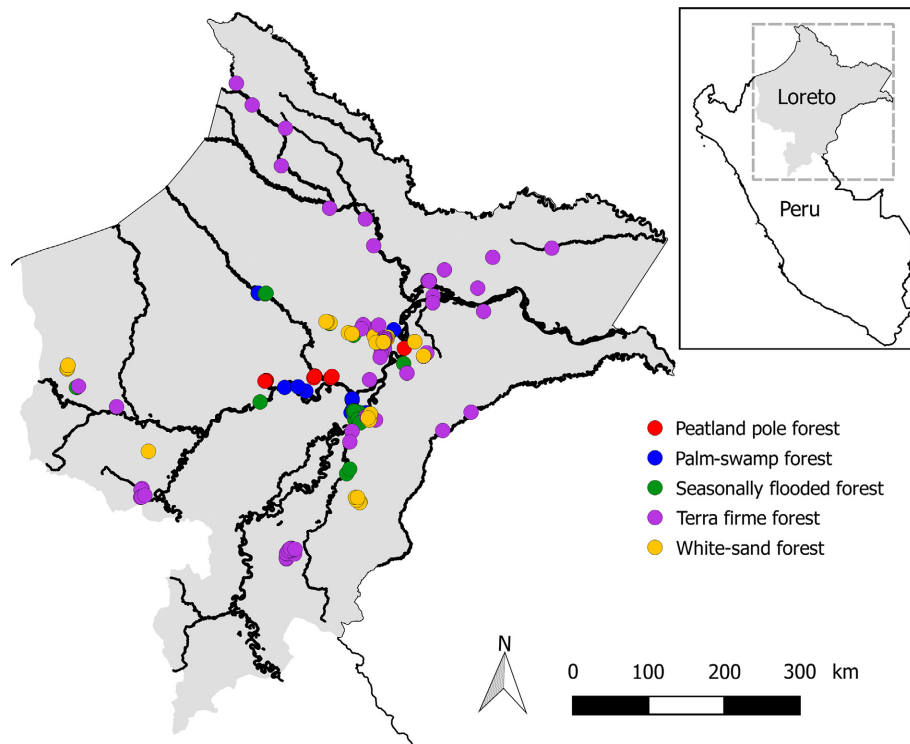 Loreto
Peru
Peatland pole forest
Palm-swamp forest
Seasonally flooded forest
Terra firme forest
White-sand forest
N
0 100 200 300 km